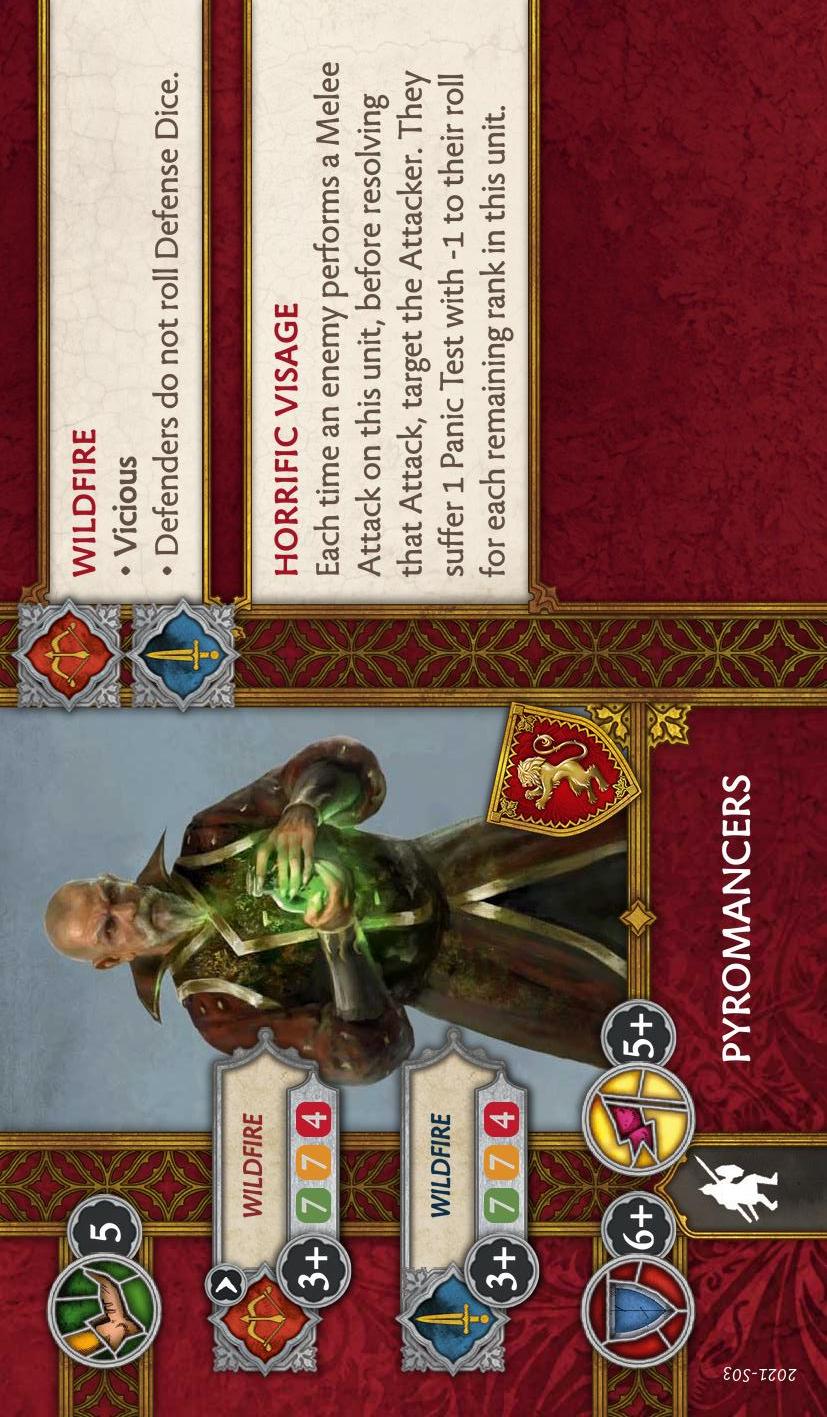 5
WILDFIRE
3+
7 7 4
WILDFIRE
3+
7 7 4
6+
5+
PYROMANCERS
2021-S03
WILDFIRE
• Vicious
• Defenders do not roll Defense Dice.
HORRIFIC VISAGE
Each time an enemy performs a Melee
Attack on this unit, before resolving
that Attack, target the Attacker. They
suffer 1 Panic Test with -1 to their roll
for each remaining rank in this unit.